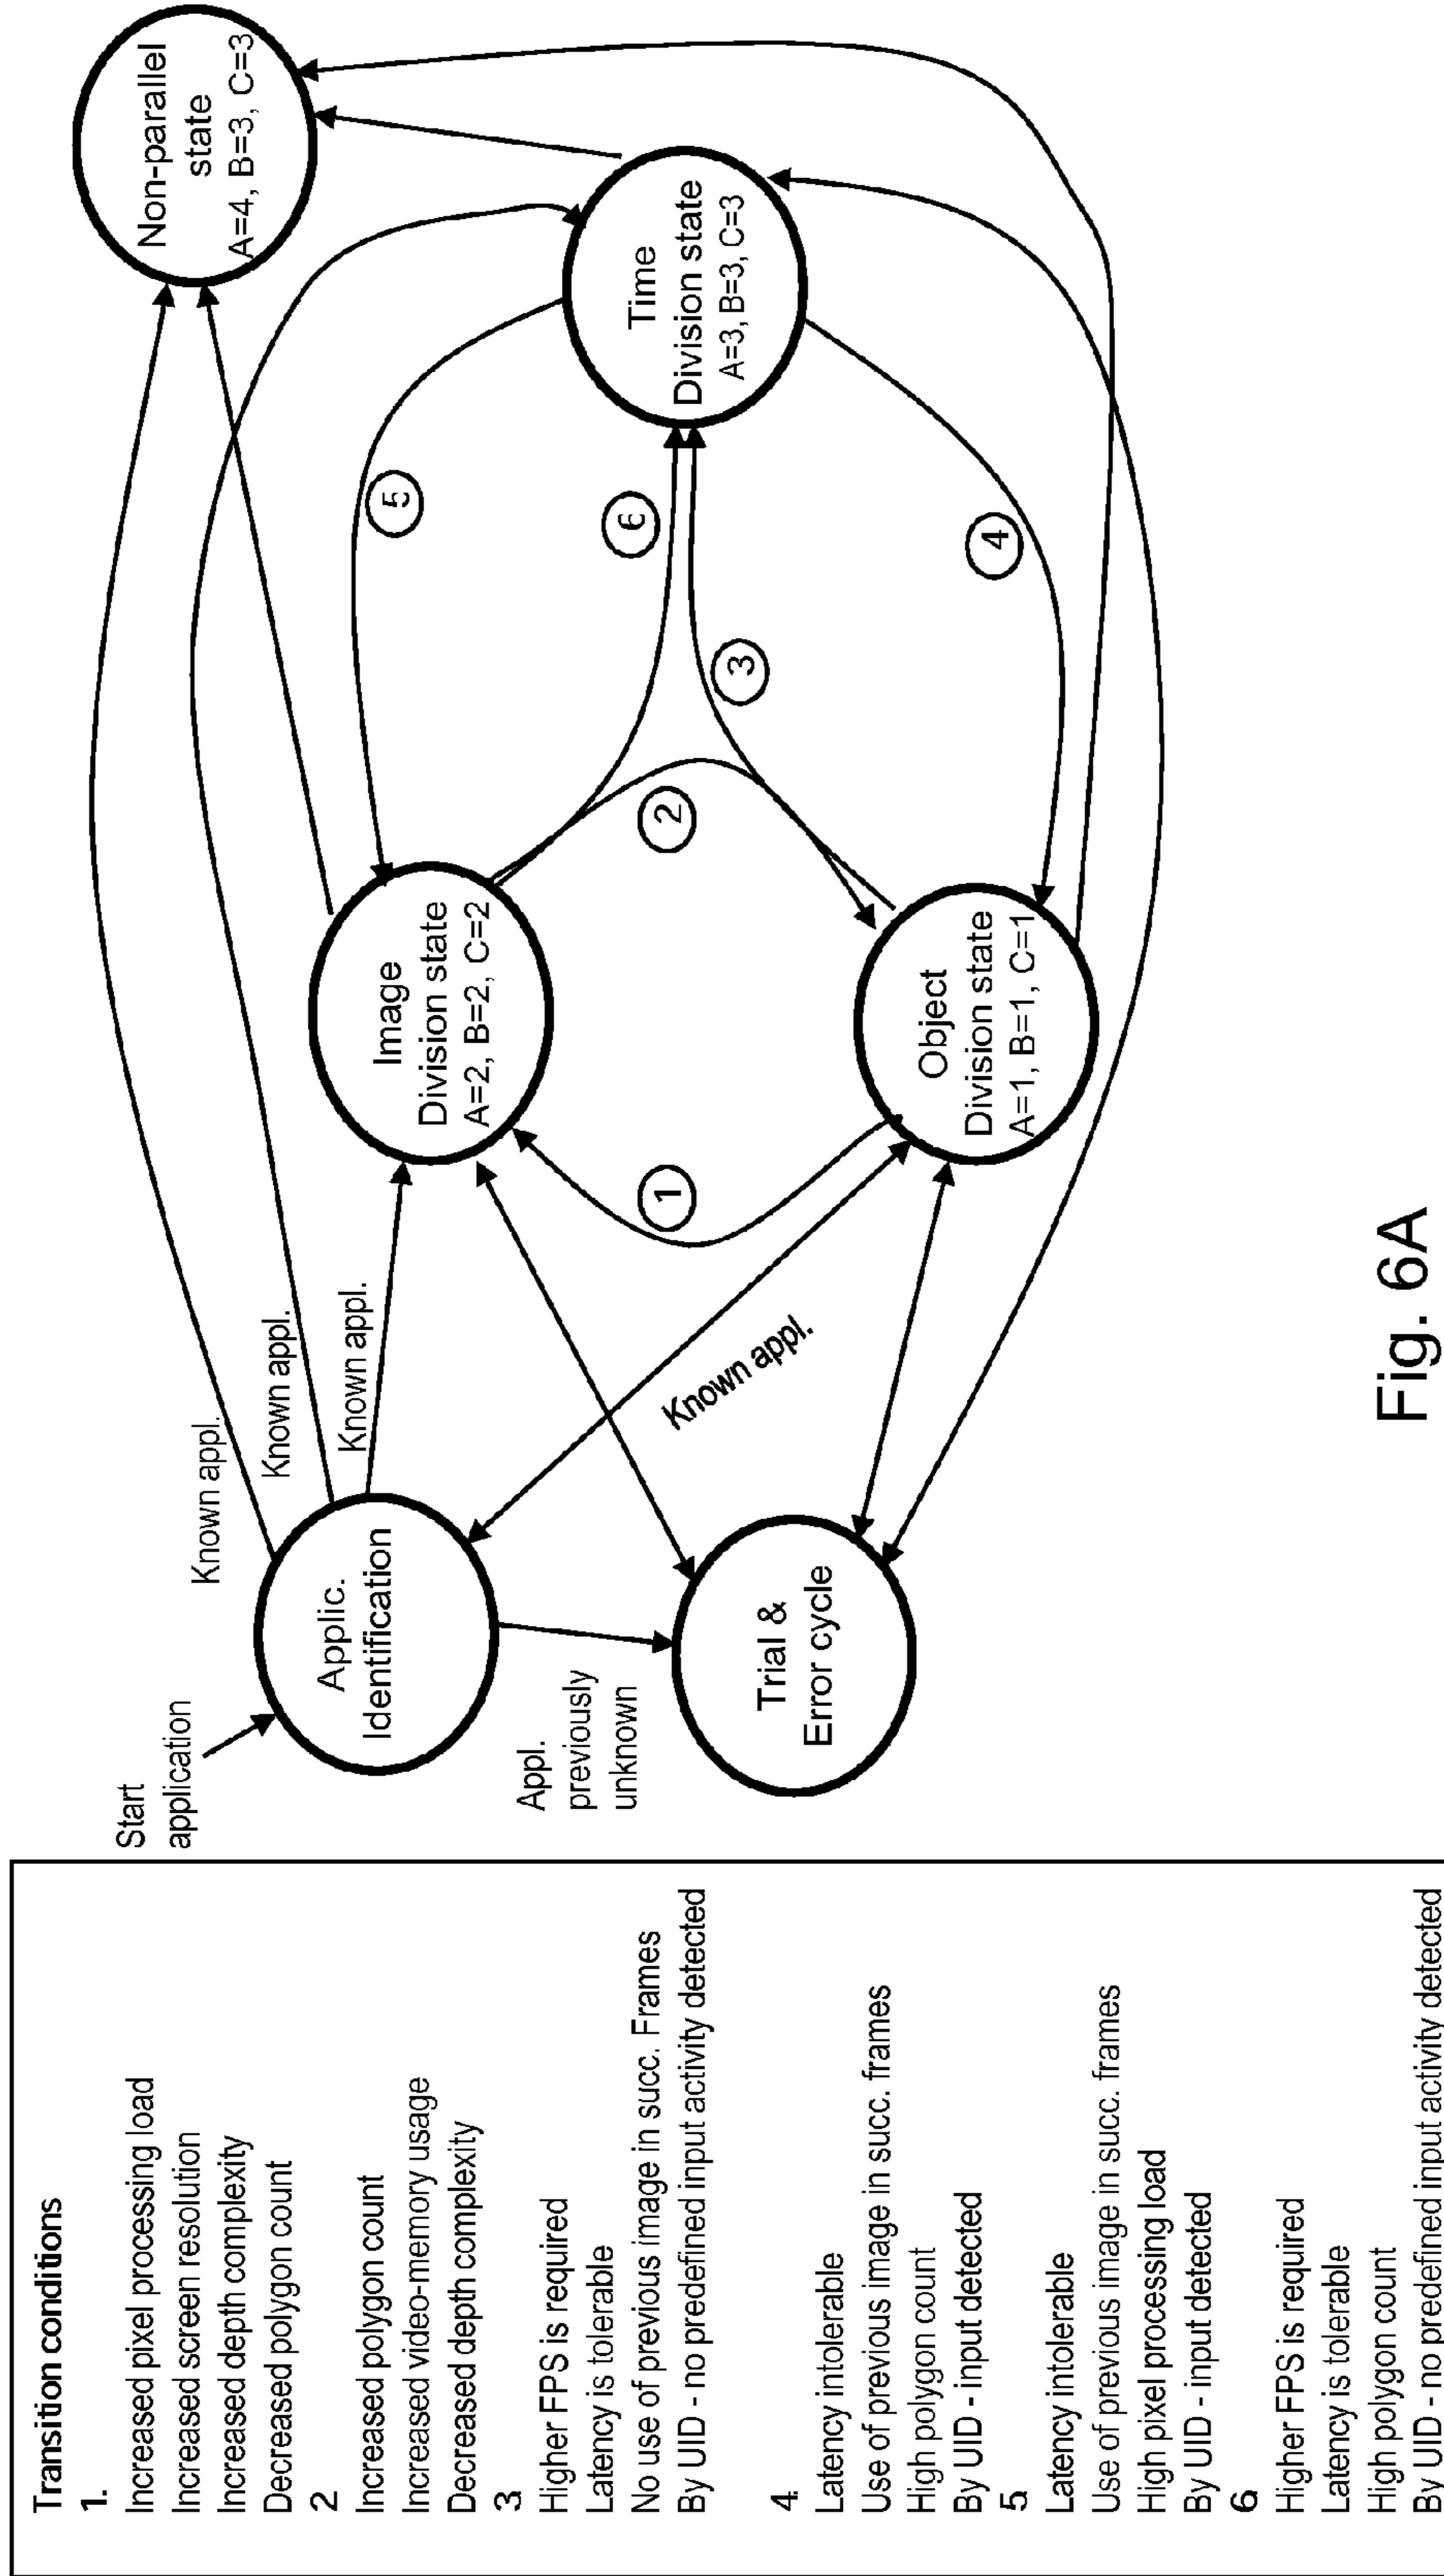 Transition conditions
1.
Increased pixel processing load
Increased screen resolution
Increased depth complexity
Decreased polygon count
2
Increased polygon count
Increased video-memory usage
Decreased depth complexity
3
Higher FPS is required
Latency is tolerable
No use of previous image in succ. Frames
By UID - no predefined input activity detected
4
Latency intolerable
Use of previous image in succ. frames
High polygon count
By UID - input detected
5
Latency intolerable
Use of previous image in succ. frames
High pixel processing load
By UID - input detected
6
Higher FPS is required
Latency is tolerable
High polygon count
By UID - no predefined input activity detected
Start
application
Applic.
Identification
Appl.
previously
unknown
Trial &
Error cycle
Known appl.
Known appl.
Known appl.
Known appl.
Image
Division state
A=2, B=2, C=2
Object
Division state
A=1, B=1, C=1
1
2
3
4
5
6
Time
Division state
A=3, B=3, C=3
Non-parallel
state
A=4, B=3, C=3
Fig. 6A